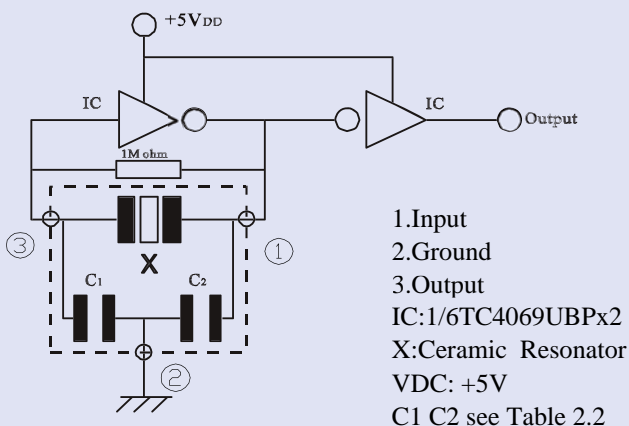 +5VDD
IC
IC
Output
1M ohm
③
①
X
C1
C2
②
1.Input
2.Ground
3.Output
IC:1/6TC4069UBPx2
X:Ceramic Resonator
VDC: +5V
C1 C2 see Table 2.2